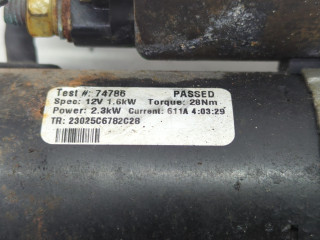 Test #: 74786 PASSED
Spec: 12V 1.6kW Torque: 28Nm
Power: 2.3kW Current: 611A 4:03:29
TR: 23025C6782C28